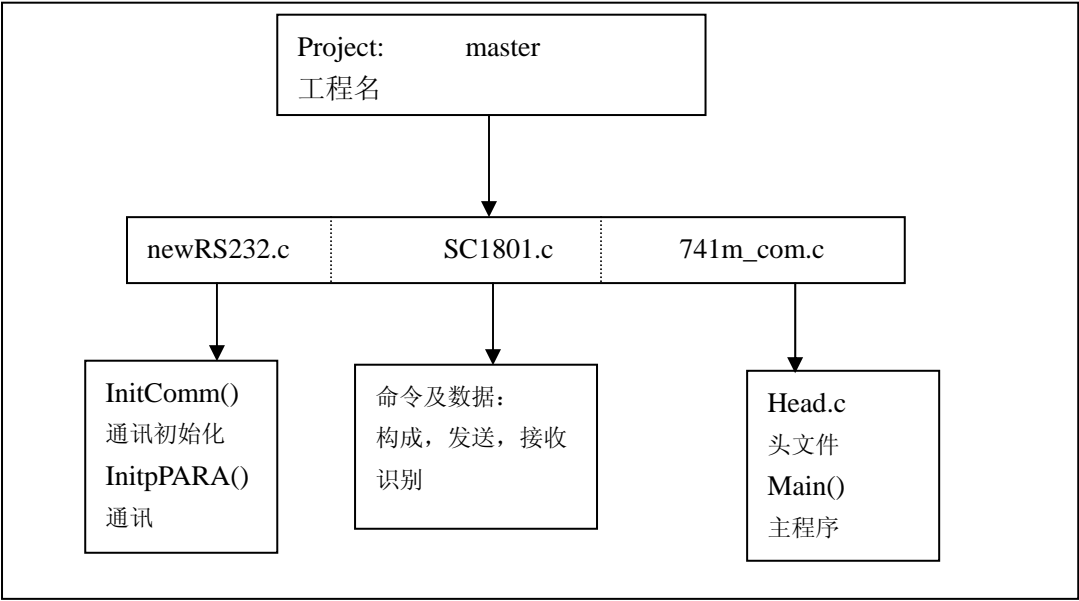 Project: master
工程名
newRS232.c SC1801.c 741m_com.c
InitComm()
通讯初始化
InitpPARA()
通讯
命令及数据：
构成，发送，接收
识别
Head.c
头文件
Main()
主程序